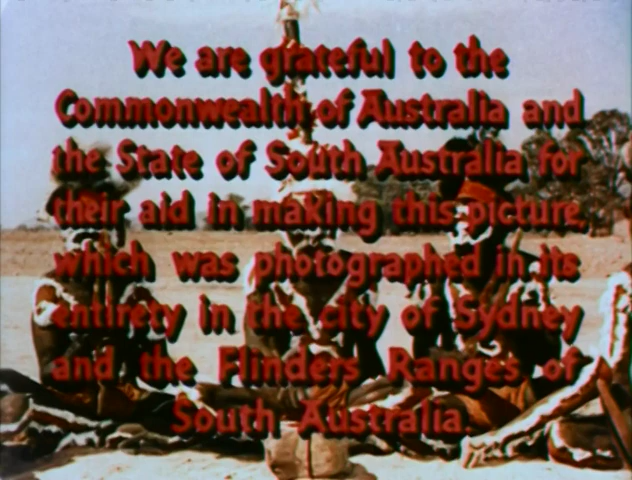 We are grateful to the
Commonwealth of Australia and
the State of South Australia for
their aid in making this picture,
which was photographed in its
entirety in the city of Sydney
and the Flinders Ranges of
South Australia.